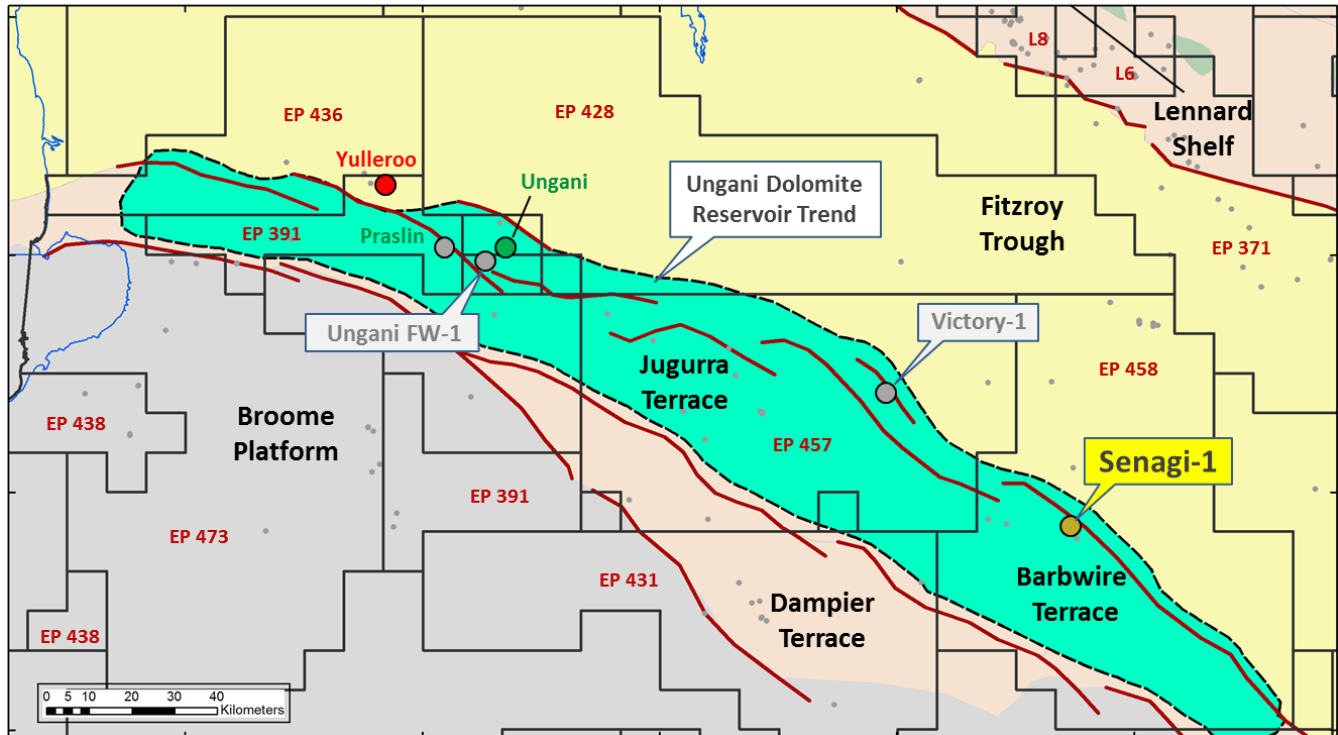 L8
L6
Lennard
Shelf
EP 436
EP 428
Yulleroo
Ungani
Ungani Dolomite
Reservoir Trend
Fitzroy
Trough
EP 371
EP 391
Praslin
Ungani FW-1
Victory-1
Jugurra
Terrace
EP 458
Broome
Platform
EP 438
EP 457
Senagi-1
EP 391
EP 473
EP 431
Barbwire
Terrace
Dampier
Terrace
EP 438
0 5 10 20 30 40
Kilometers